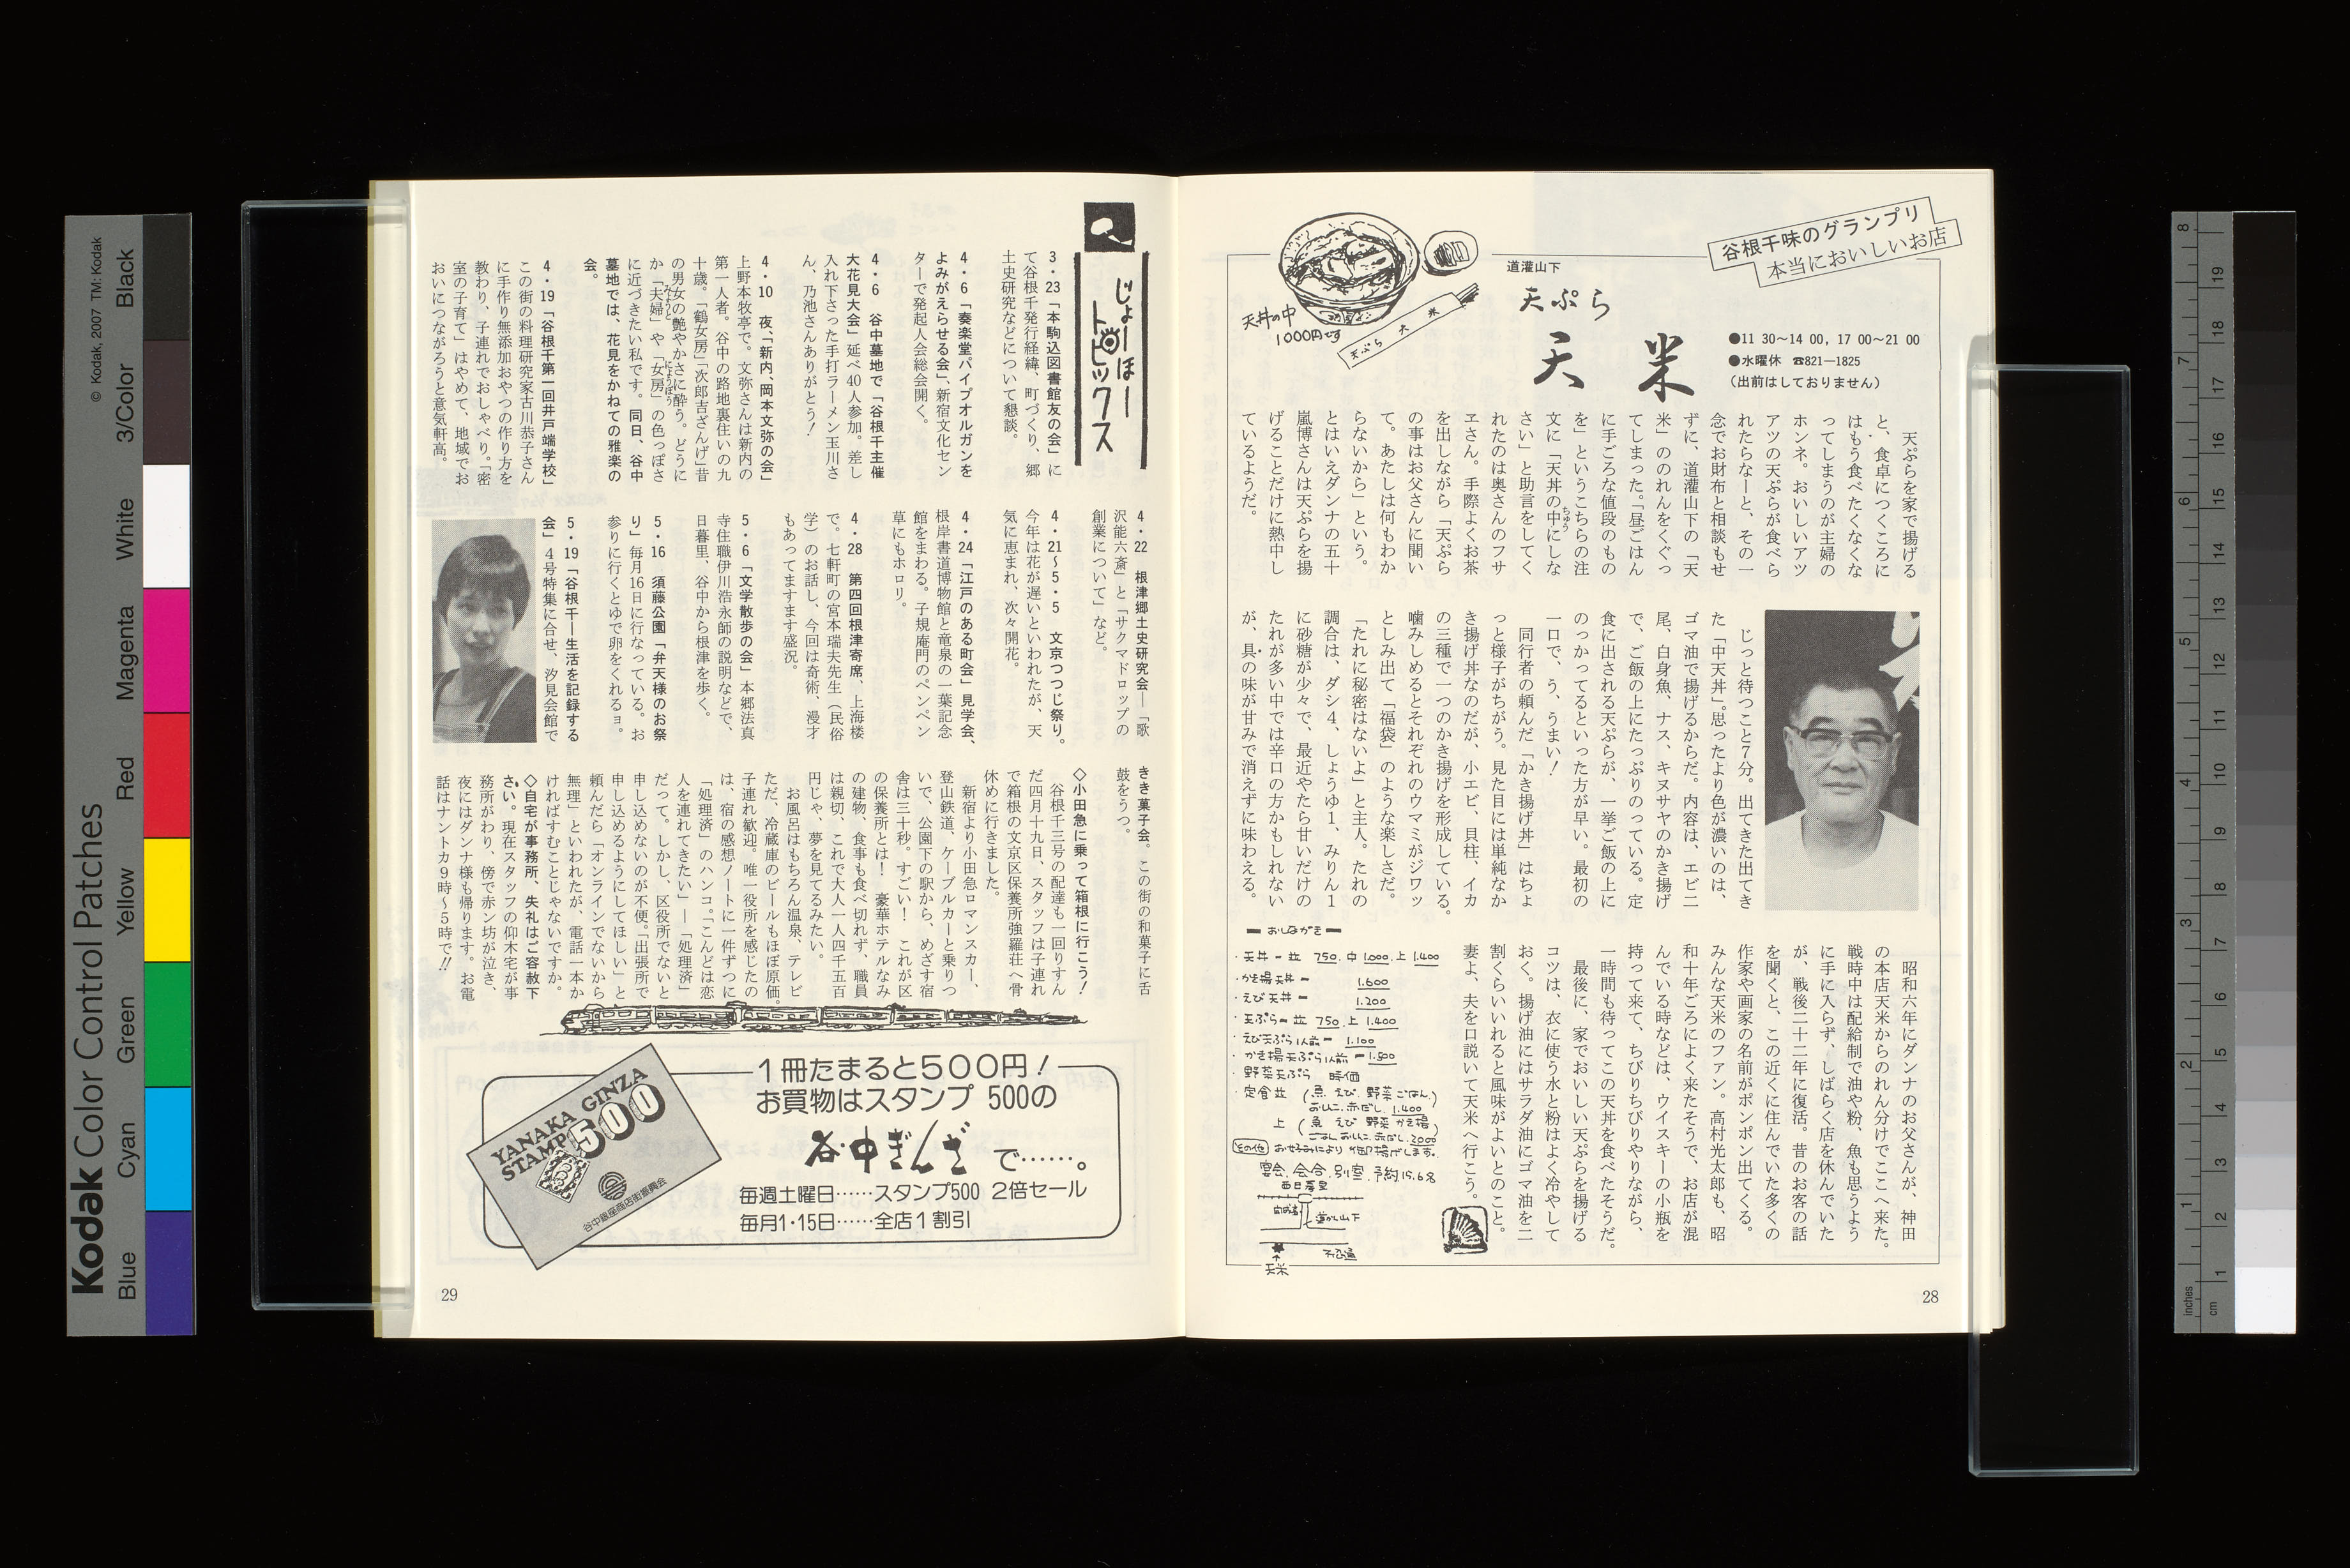 谷根千味のグランプリ
本当においしいお店
道灌山下
天ぷら
天米
●11 30〜14 00, 17 00〜21 00
●水曜休 ☎821—1825
（出前はしておりません）
天丼の中
1000円です
天ぷら 天米
天ぷらを家で揚げる
と、食卓につくころに
はもう食べたくなくな
ってしまうのが主婦の
ホンネ。おいしいアツ
アツの天ぷらが食べら
れたらなーと、その一
念でお財布と相談もせ
ずに、道灌山下の「天
米」ののれんをくぐっ
てしまった。「昼ごはん
に手ごろな値段のもの
を」というこちらの注
文に「天丼の中にしな
さい」と助言をしてく
れたのは奥さんのフサ
ヱさん。手際よくお茶
を出しながら「天ぷら
の事はお父さんに聞い
て。あたしは何もわか
らないから」という。
とはいえダンナの五十
嵐博さんは天ぷらを揚
げることだけに熱中し
ているようだ。
じっと待つこと7分。出てきた出てき
た「中天丼」。思ったより色が濃いのは、
ゴマ油で揚げるからだ。内容は、エビ二
尾、白身魚、ナス、キヌサヤのかき揚げ
で、ご飯の上にたっぷりのっている。定
食に出される天ぷらが、一挙ご飯の上に
のっかってるといった方が早い。最初の
一口で、う、うまい！
同行者の頼んだ「かき揚げ丼」はちょ
っと様子がちがう。見た目には単純なか
き揚げ丼なのだが、小エビ、貝柱、イカ
の三種で一つのかき揚げを形成している。
噛みしめるとそれぞれのウマミがジワッ
としみ出て「福袋」のような楽しさだ。
「たれに秘密はないよ」と主人。たれの
調合は、ダシ4、しょうゆ1、みりん1
に砂糖が少々で、最近やたら甘いだけの
たれが多い中では辛口の方かもしれない
が、具の味が甘みで消えずに味わえる。
昭和六年にダンナのお父さんが、神田
の本店天米からのれん分けでここへ来た。
戦時中は配給制で油や粉、魚も思うよう
に手に入らず、しばらく店を休んでいた
が、戦後二十二年に復活。昔のお客の話
を聞くと、この近くに住んでいた多くの
作家や画家の名前がポンポン出てくる。
みんな天米のファン。高村光太郎も、昭
和十年ごろによく来たそうで、お店が混
んでいる時などは、ウイスキーの小瓶を
持って来て、ちびりちびりやりながら、
一時間も待ってこの天丼を食べたそうだ。
最後に、家でおいしい天ぷらを揚げる
コツは、衣に使う水と粉はよく冷やして
おく。揚げ油にはサラダ油にゴマ油を二
割くらいいれると風味がよいとのこと。
妻よ、夫を口説いて天米へ行こう。
ー おしながき ー
・天丼 ー 並 750. 中 1.000. 上 1.400
・かき揚天丼 ー 1.600
・えび天丼 ー 1.200
・天ぷら ー 並 750. 上 1.400
・えび天ぷら1人前 ー 1.100
・かき揚天ぷら1人前 ー 1.500
・野菜天ぷら 時価
・定食 並（魚 えび 野菜 ごはん
おしんこ.赤だし.）1.400
上（魚 えび 野菜 かき揚
ごはん おしんこ 赤だし.）2000
その他 お好みにより御揚げします.
宴会.会合.別室.予約15.6名
西日暮里
道かん山下
不忍通
天米
28
じょーほー
トピックス
3・23「本駒込図書館友の会」に
て谷根千発行経緯、町づくり、郷
土史研究などについて懇談。
4・6「奏楽堂パイプオルガンを
よみがえらせる会」、新宿文化セン
ターで発起人会総会開く。
4・6 谷中墓地で「谷根千主催
大花見大会」延べ40人参加。差し
入れ下さった手打ラーメン玉川さ
ん、乃池さんありがとう！
4・10 夜、「新内、岡本文弥の会」
上野本牧亭で。文弥さんは新内の
第一人者。谷中の路地裏住いの九
十歳。「鶴女房」「次郎吉ざんげ」昔
の男女の艶やかさに酔う。どうに
か「夫婦」や「女房」の色っぽさ
に近づきたい私です。同日、谷中
墓地では、花見をかねての雅楽の
会。
4・19「谷根千第一回井戸端学校」
この街の料理研究家古川恭子さん
に手作り無添加おやつの作り方を
教わり、子連れでおしゃべり。「密
室の子育て」はやめて、地域でお
おいにつながろうと意気軒高。
4・22 根津郷土史研究会―「歌
沢能六斎」と「サクマドロップの
創業について」など。
4・21〜5・5 文京つつじ祭り。
今年は花が遅いといわれたが、天
気に恵まれ、次々開花。
4・24「江戸のある町会」見学会、
根岸書道博物館と竜泉の一葉記念
館をまわる。子規庵門のペンペン
草にもホロリ。
4・28 第四回根津寄席、上海楼
で。七軒町の宮本瑞夫先生（民俗
学）のお話し、今回は奇術、漫才
もあってますます盛況。
5・6「文学散歩の会」本郷法真
寺住職伊川浩永師の説明などで、
日暮里、谷中から根津を歩く。
5・16 須藤公園「弁天様のお祭
り」毎月16日に行なっている。お
参りに行くとゆで卵をくれるョ。
5・19「谷根千―生活を記録する
会」4号特集に合せ、汐見会館で
きき菓子会。この街の和菓子に舌
鼓をうつ。
◇小田急に乗って箱根に行こう！
谷根千三号の配達も一回りすん
だ四月十九日、スタッフは子連れ
で箱根の文京区保養所強羅荘へ骨
休めに行きました。
新宿より小田急ロマンスカー、
登山鉄道、ケーブルカーと乗りつ
いで、公園下の駅から、めざす宿
舎は三十秒。すごい！ これが区
の保養所とは！ 豪華ホテルなみ
の建物、食事も食べ切れず、職員
は親切、これで大人一人四千五百
円じゃ、夢を見てるみたい。
お風呂はもちろん温泉、テレビ
ただ、冷蔵庫のビールもほぼ原価。
子連れ歓迎。唯一役所を感じたの
は、宿の感想ノートに一件ずつに
「処理済」のハンコ。「こんどは恋
人を連れてきたい」―「処理済」
だって。しかし、区役所でないと
申し込めないのが不便。「出張所で
申し込めるようにしてほしい」と
頼んだら「オンラインでないから
無理」といわれたが、電話一本か
ければすむことじゃないですか。
◇自宅が事務所、失礼はご容赦下
さい。現在スタッフの仰木宅が事
務所がわり、傍で赤ン坊が泣き、
夜にはダンナ様も帰ります。お電
話はナントカ9時〜5時で!!
YANAKA GINZA
STAMP 500
谷中銀座商店街振興会
1冊たまると500円！
お買物はスタンプ 500の
谷中ぎんざで……。
毎週土曜日……スタンプ500 2倍セール
毎月1・15日……全店1割引
29
© Kodak, 2007 TM: Kodak
Kodak Color Control Patches
Blue Cyan Green Yellow Red Magenta White 3/Color Black
inches
1 2 3 4 5 6 7 8
cm
1 2 3 4 5 6 7 8 9 10 11 12 13 14 15 16 17 18 19